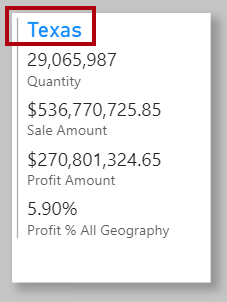 Texas
29,065,987
Quantity
$536,770,725.85
Sale Amount
$270,801,324.65
Profit Amount
5.90%
Profit % All Geography